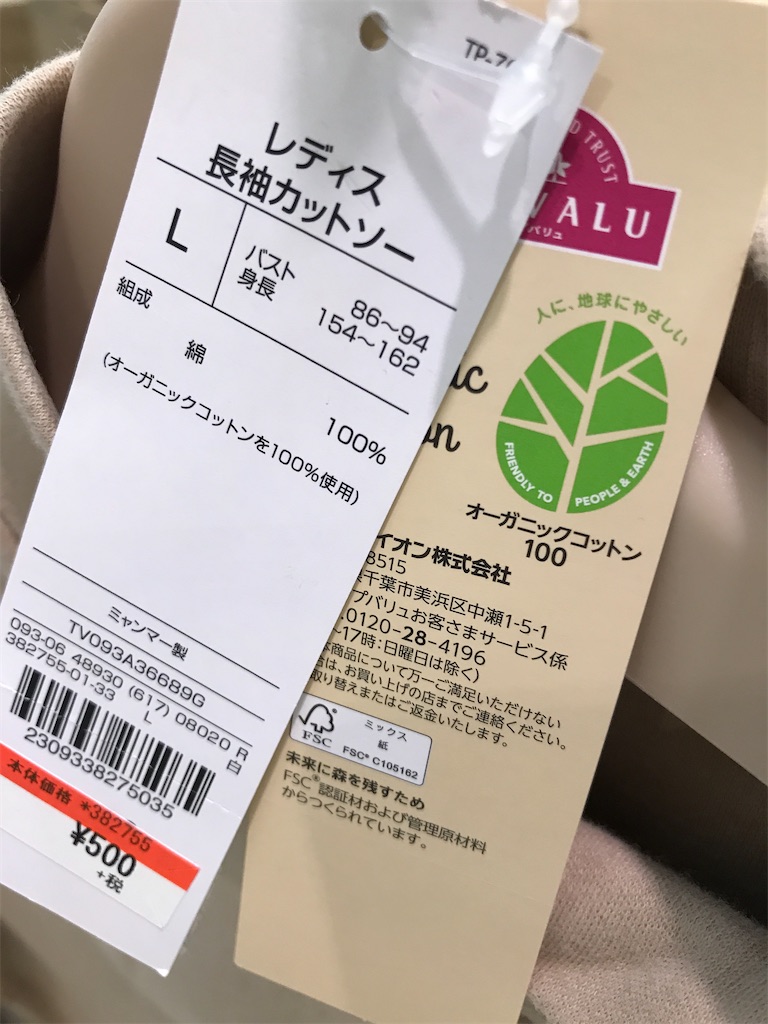 レディス
長袖カットソー
L
バスト 86〜94
身長 154〜162
組成
綿 100%
(オーガニックコットンを100%使用)
ミャンマー製
TV093A36689G
093-06 48930 (617) 08020 R
382755-01-33 L 白
2309338275035
本体価格 *382755
¥500
+税
D TRUST
VALU
バリュ
人に、地球にやさしい
FRIENDLY TO PEOPLE & EARTH
オーガニックコットン
100
イオン株式会社
8515
千葉市美浜区中瀬1-5-1
プバリュお客さまサービス係
0120-28-4196
〜17時:日曜日は除く)
本商品について万一ご満足いただけない
は、お買い上げの店までご連絡ください。
取り替えまたはご返金いたします。
FSC
ミックス
紙
FSC® C105162
未来に森を残すため
FSC®認証材および管理原材料
からつくられています。